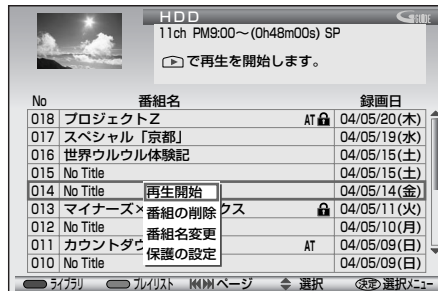 HDD
GUIDE
11ch PM9:00～(0h48m00s) SP
で再生を開始します。
No 番組名 録画日
018 プロジェクトZ AT 04/05/20(木)
017 スペシャル「京都」 04/05/19(水)
016 世界ウルウル体験記 04/05/15(土)
015 No Title 04/05/15(土)
014 No Title 04/05/14(金)
再生開始
013 マイナーズ× クス 04/05/11(火)
番組の削除
012 No Title 04/05/10(月)
番組名変更
011 カウントダウ AT 04/05/09(日)
保護の設定
010 No Title 04/05/09(日)
ライブラリ プレイリスト ページ 選択 決定 選択メニュー